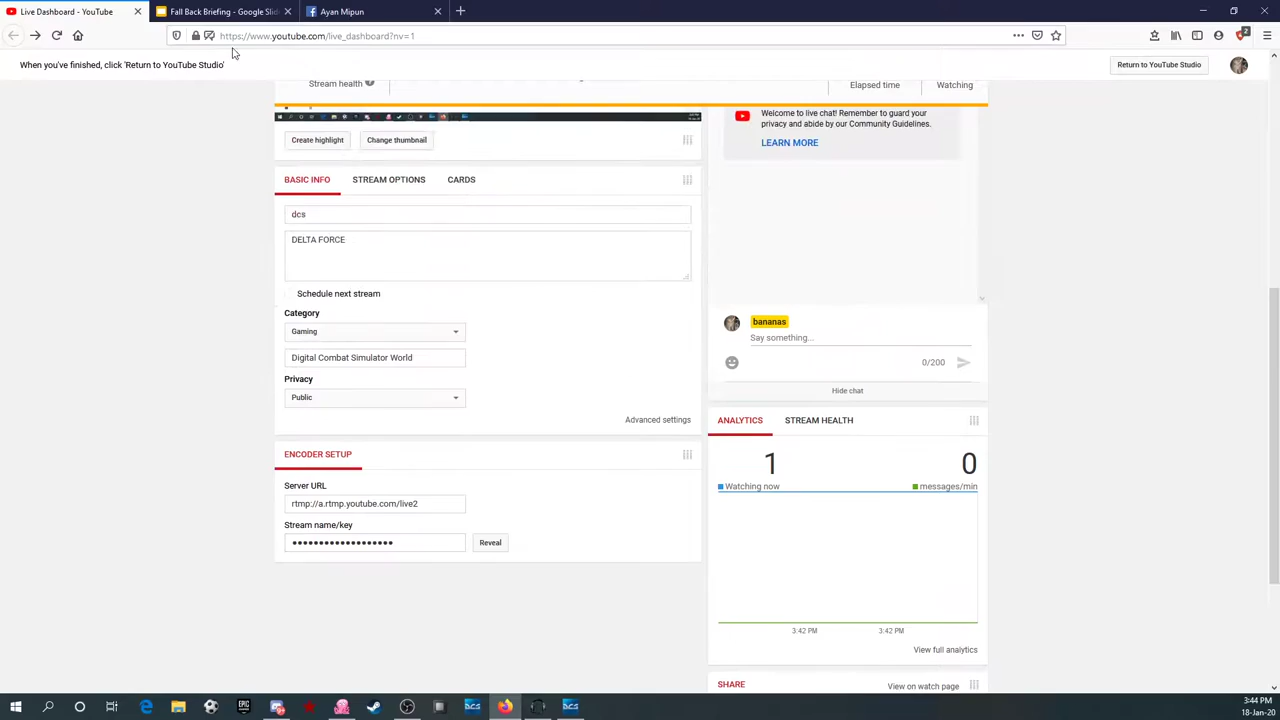 Live Dashboard - YouTube
Fall Back Briefing - Google Slid
Ayan Mipun
https://www.youtube.com/live_dashboard?nv=1
2
When you've finished, click 'Return to YouTube Studio'
Return to YouTube Studio
Stream health
Elapsed time
Watching
Create highlight
Change thumbnail
BASIC INFO
STREAM OPTIONS
CARDS
dcs
DELTA FORCE
Schedule next stream
Category
Gaming
Digital Combat Simulator World
Privacy
Public
Advanced settings
ENCODER SETUP
Server URL
rtmp://a.rtmp.youtube.com/live2
Stream name/key
••••••••••••••••••
Reveal
Welcome to live chat! Remember to guard your
privacy and abide by our Community Guidelines.
LEARN MORE
bananas
Say something...
0/200
Hide chat
ANALYTICS
STREAM HEALTH
1
0
Watching now
messages/min
3:42 PM
3:42 PM
View full analytics
SHARE
View on watch page
EPIC
3:44 PM
18-Jan-20